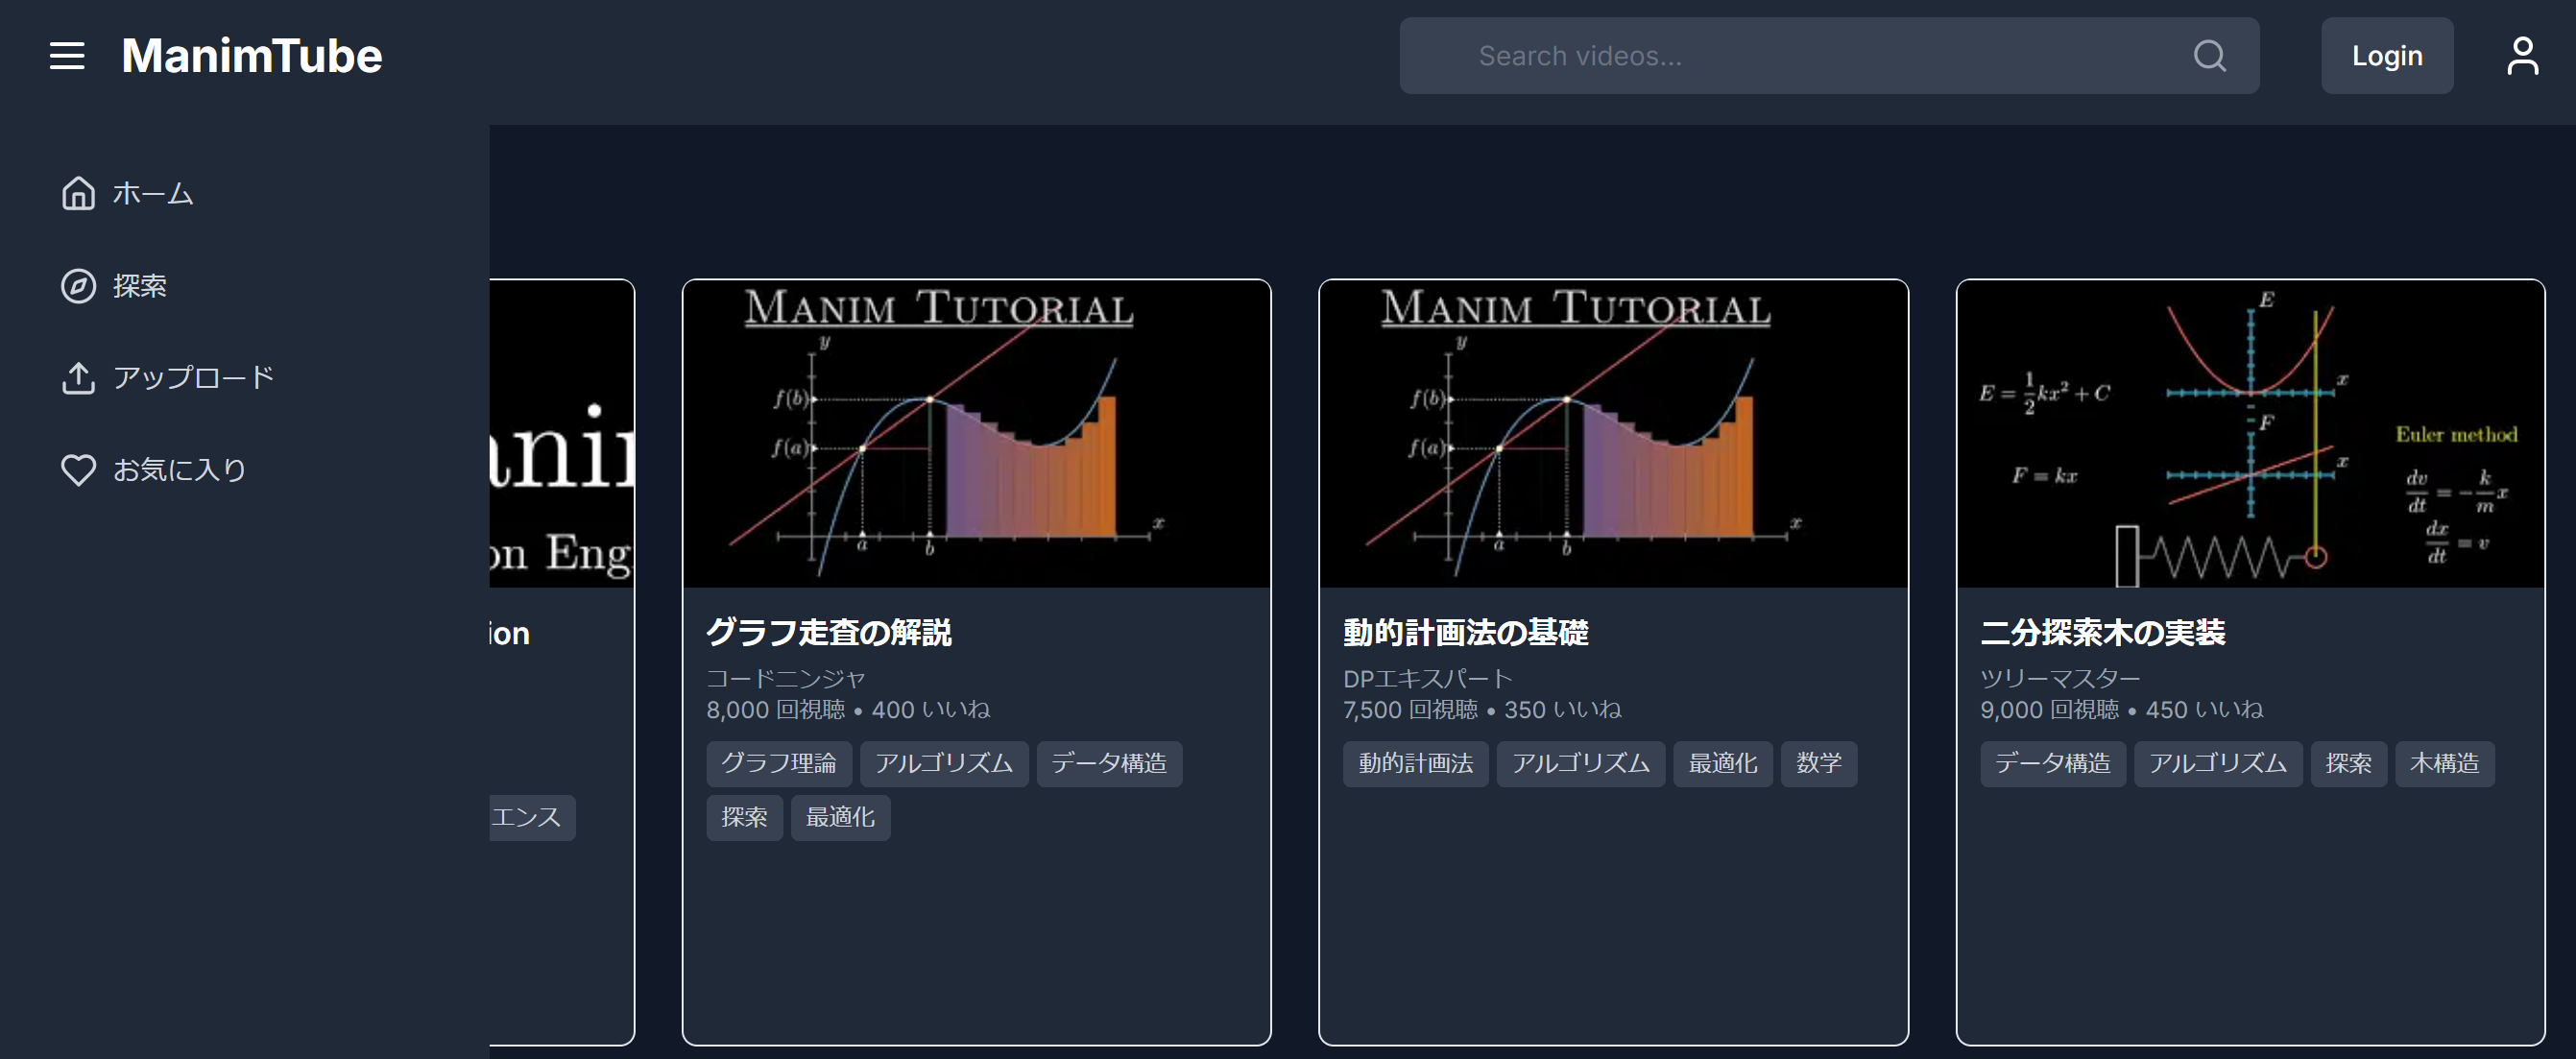 ManimTube
Search videos...
Login
ホーム
探索
アップロード
お気に入り
anim
on Eng
ion
エンス
MANIM TUTORIAL
y
f(b)
f(a)
a
b
x
グラフ走査の解説
コードニンジャ
8,000 回視聴 • 400 いいね
グラフ理論 アルゴリズム データ構造
探索 最適化
MANIM TUTORIAL
y
f(b)
f(a)
a
b
x
動的計画法の基礎
DPエキスパート
7,500 回視聴 • 350 いいね
動的計画法 アルゴリズム 最適化 数学
E
x
E = 1/2 kx² + C
F
x
F = kx
Euler method
dv/dt = -k/m x
dx/dt = v
二分探索木の実装
ツリーマスター
9,000 回視聴 • 450 いいね
データ構造 アルゴリズム 探索 木構造